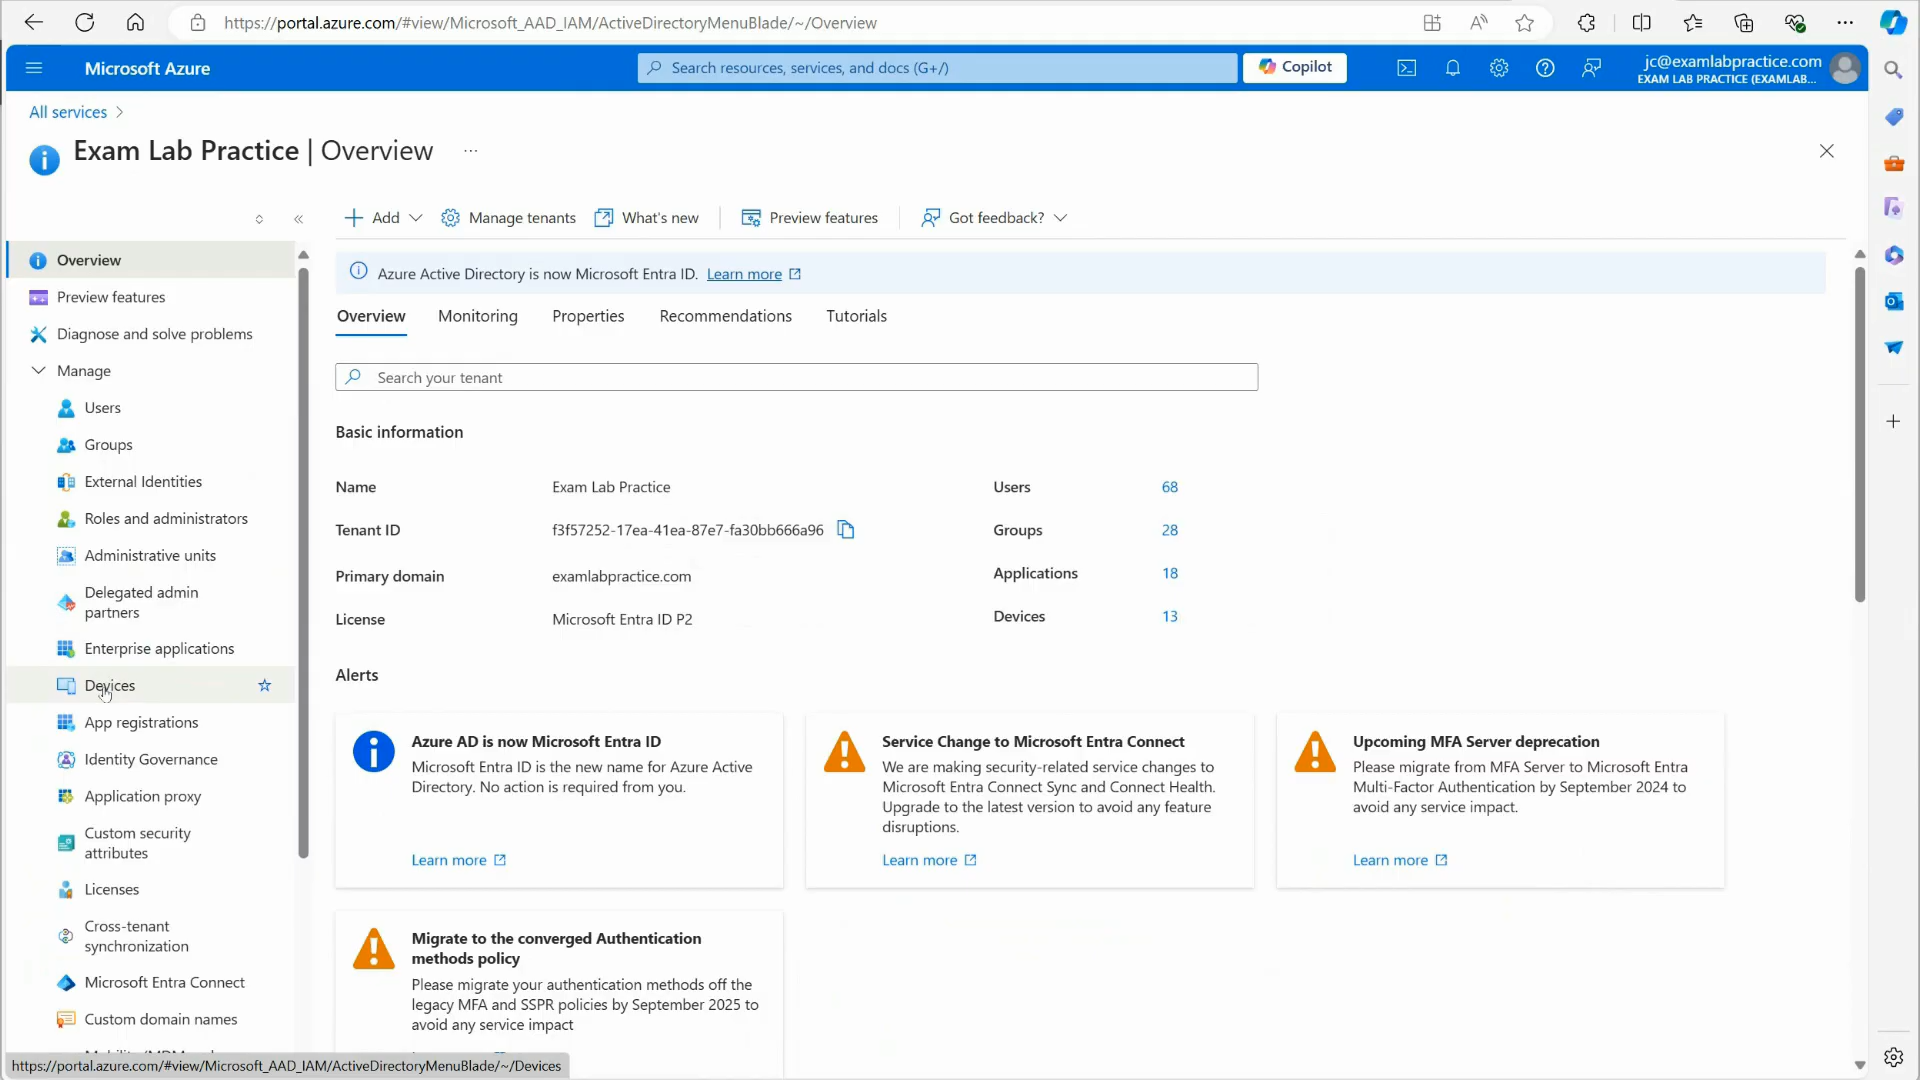 https://portal.azure.com/#view/Microsoft_AAD_IAM/ActiveDirectoryMenuBlade/~/Overview
Microsoft Azure
Search resources, services, and docs (G+/)
Copilot
jc@examlabpractice.com
EXAM LAB PRACTICE (EXAMLAB...
All services >
Exam Lab Practice | Overview ...
Add
Manage tenants
What's new
Preview features
Got feedback?
Overview
Preview features
Diagnose and solve problems
Manage
Users
Groups
External Identities
Roles and administrators
Administrative units
Delegated admin
partners
Enterprise applications
Devices
App registrations
Identity Governance
Application proxy
Custom security
attributes
Licenses
Cross-tenant
synchronization
Microsoft Entra Connect
Custom domain names
Azure Active Directory is now Microsoft Entra ID. Learn more
Overview
Monitoring
Properties
Recommendations
Tutorials
Search your tenant
Basic information
Name
Exam Lab Practice
Users
68
Tenant ID
f3f57252-17ea-41ea-87e7-fa30bb666a96
Groups
28
Primary domain
examlabpractice.com
Applications
18
License
Microsoft Entra ID P2
Devices
13
Alerts
Azure AD is now Microsoft Entra ID
Microsoft Entra ID is the new name for Azure Active
Directory. No action is required from you.
Learn more
Service Change to Microsoft Entra Connect
We are making security-related service changes to
Microsoft Entra Connect Sync and Connect Health.
Upgrade to the latest version to avoid any feature
disruptions.
Learn more
Upcoming MFA Server deprecation
Please migrate from MFA Server to Microsoft Entra
Multi-Factor Authentication by September 2024 to
avoid any service impact.
Learn more
Migrate to the converged Authentication
methods policy
Please migrate your authentication methods off the
legacy MFA and SSPR policies by September 2025 to
avoid any service impact
https://portal.azure.com/#view/Microsoft_AAD_IAM/ActiveDirectoryMenuBlade/~/Devices